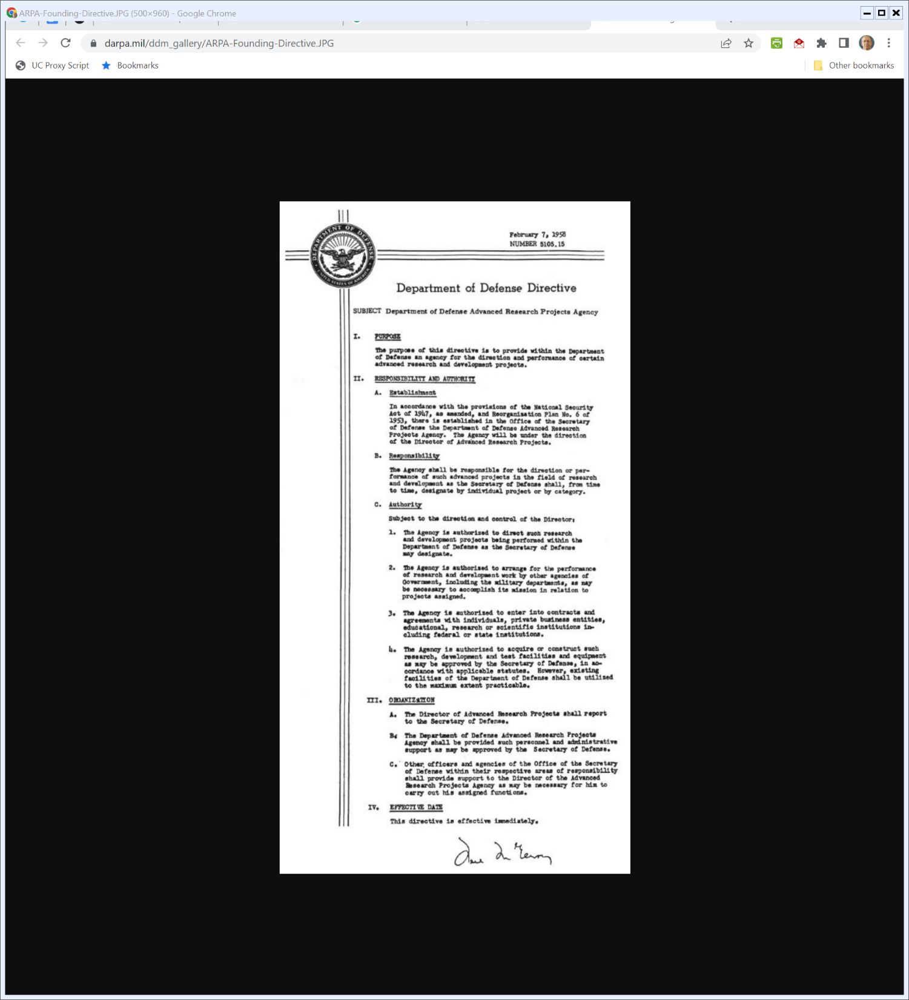 ARPA-Founding-Directive.JPG (500×960) - Google Chrome
darpa.mil/ddm_gallery/ARPA-Founding-Directive.JPG
UC Proxy Script Bookmarks Other bookmarks
DEPARTMENT OF DEFENSE
UNITED STATES OF AMERICA
February 7, 1958
NUMBER 5105.15
Department of Defense Directive
SUBJECT Department of Defense Advanced Research Projects Agency
I. PURPOSE
The purpose of this directive is to provide within the Department
of Defense an agency for the direction and performance of certain
advanced research and development projects.
II. RESPONSIBILITY AND AUTHORITY
A. Establishment
In accordance with the provisions of the National Security
Act of 1947, as amended, and Reorganization Plan No. 6 of
1953, there is established in the Office of the Secretary
of Defense the Department of Defense Advanced Research
Projects Agency. The Agency will be under the direction
of the Director of Advanced Research Projects.
B. Responsibility
The Agency shall be responsible for the direction or per-
formance of such advanced projects in the field of research
and development as the Secretary of Defense shall, from time
to time, designate by individual project or by category.
C. Authority
Subject to the direction and control of the Director:
1. The Agency is authorized to direct such research
and development projects being performed within the
Department of Defense as the Secretary of Defense
may designate.
2. The Agency is authorized to arrange for the performance
of research and development work by other agencies of
Government, including the military departments, as may
be necessary to accomplish its mission in relation to
projects assigned.
3. The Agency is authorized to enter into contracts and
agreements with individuals, private business entities,
educational, research or scientific institutions in-
cluding federal or state institutions.
4. The Agency is authorized to acquire or construct such
research, development and test facilities and equipment
as may be approved by the Secretary of Defense, in ac-
cordance with applicable statutes. However, existing
facilities of the Department of Defense shall be utilized
to the maximum extent practicable.
III. ORGANIZATION
A. The Director of Advanced Research Projects shall report
to the Secretary of Defense.
B. The Department of Defense Advanced Research Projects
Agency shall be provided such personnel and administrative
support as may be approved by the Secretary of Defense.
C. Other officers and agencies of the Office of the Secretary
of Defense within their respective areas of responsibility
shall provide support to the Director of the Advanced
Research Projects Agency as may be necessary for him to
carry out his assigned functions.
IV. EFFECTIVE DATE
This directive is effective immediately.